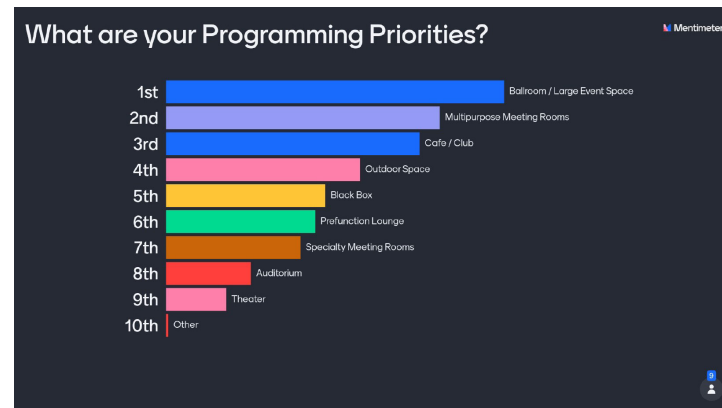 What are your Programming Priorities?
Mentimeter
1st Ballroom / Large Event Space
2nd Multipurpose Meeting Rooms
3rd Cafe / Club
4th Outdoor Space
5th Black Box
6th Prefunction Lounge
7th Specialty Meeting Rooms
8th Auditorium
9th Theater
10th Other
9